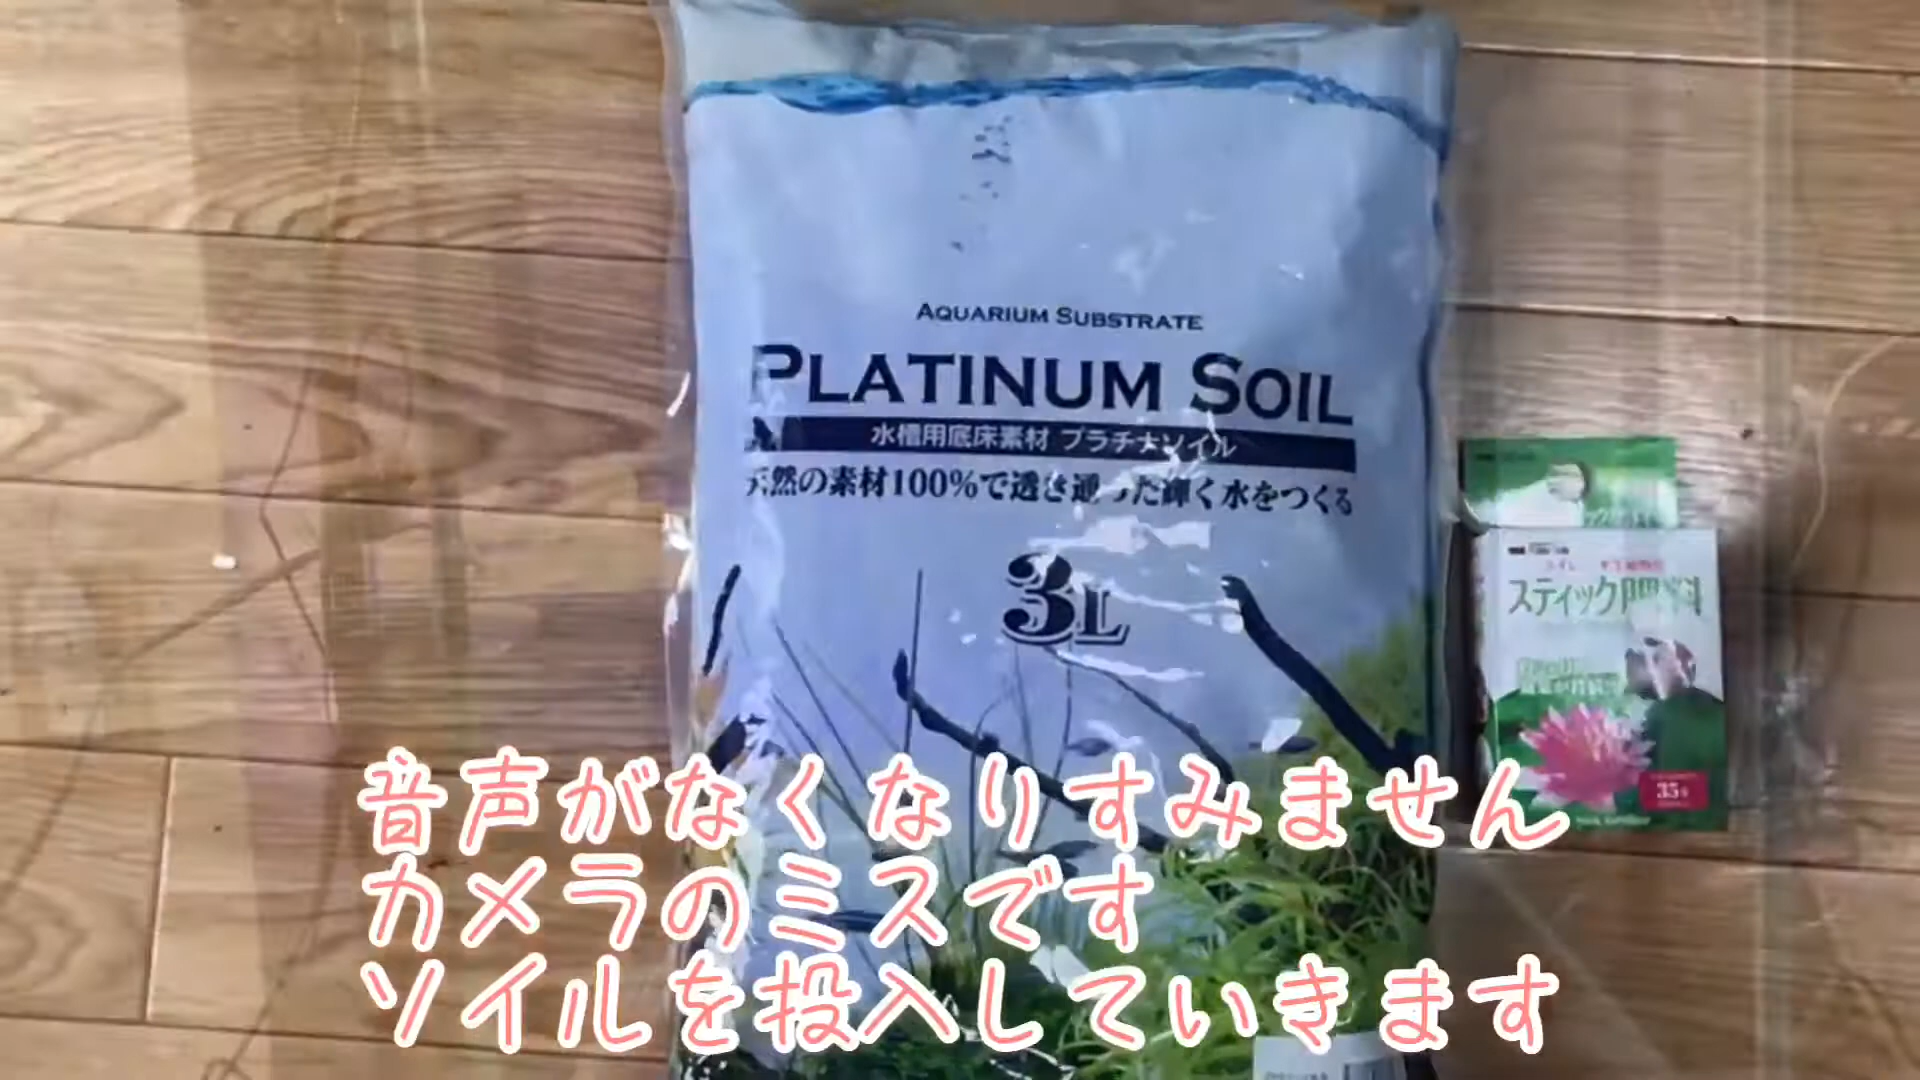 AQUARIUM SUBSTRATE
PLATINUM SOIL
水槽用底床素材 プラチナソイル
天然の素材100%で透き通った輝く水をつくる
3L
スティック肥料
35
音声がなくなりすみません
カメラのミスです
ソイルを投入していきます